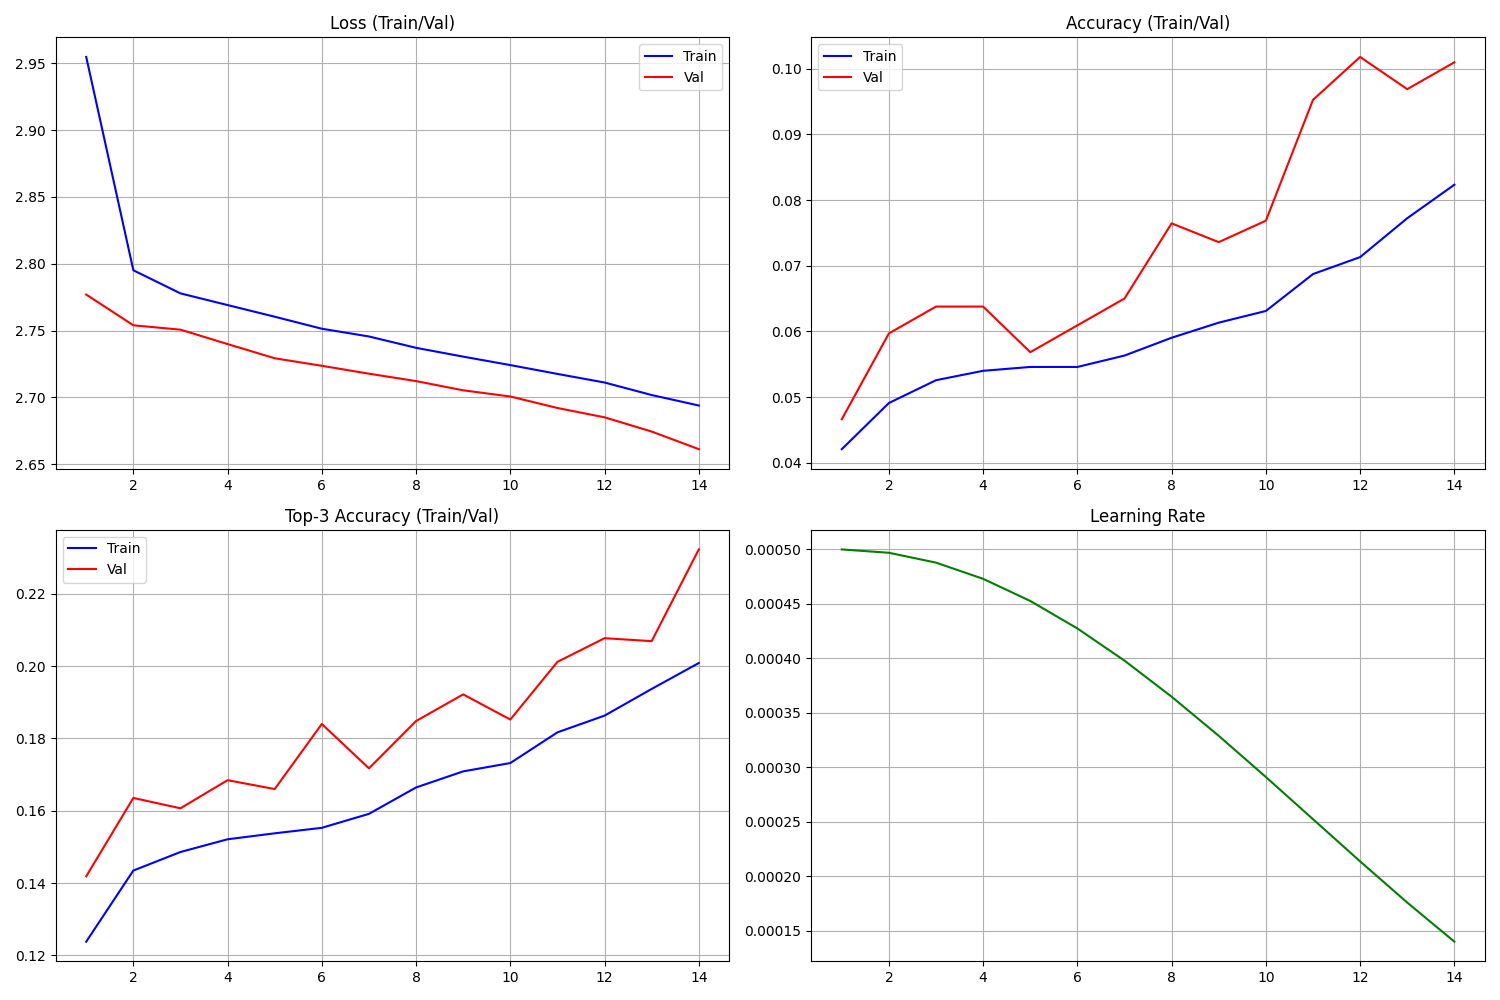 Loss (Train/Val)
Train
Val
2.95
2.90
2.85
2.80
2.75
2.70
2.65
2 4 6 8 10 12 14
Accuracy (Train/Val)
Train
Val
0.10
0.09
0.08
0.07
0.06
0.05
0.04
2 4 6 8 10 12 14
Top-3 Accuracy (Train/Val)
Train
Val
0.22
0.20
0.18
0.16
0.14
0.12
2 4 6 8 10 12 14
Learning Rate
0.00050
0.00045
0.00040
0.00035
0.00030
0.00025
0.00020
0.00015
2 4 6 8 10 12 14